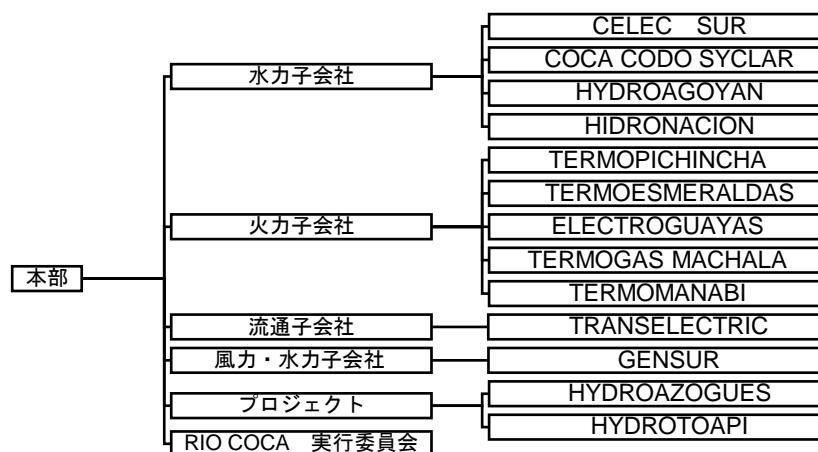 本部
水力子会社
CELEC　SUR
COCA CODO SYCLAR
HYDROAGOYAN
HIDRONACION
火力子会社
TERMOPICHINCHA
TERMOESMERALDAS
ELECTROGUAYAS
TERMOGAS MACHALA
TERMOMANABI
流通子会社
TRANSELECTRIC
風力・水力子会社
GENSUR
プロジェクト
HYDROAZOGUES
HYDROTOAPI
RIO COCA　実行委員会